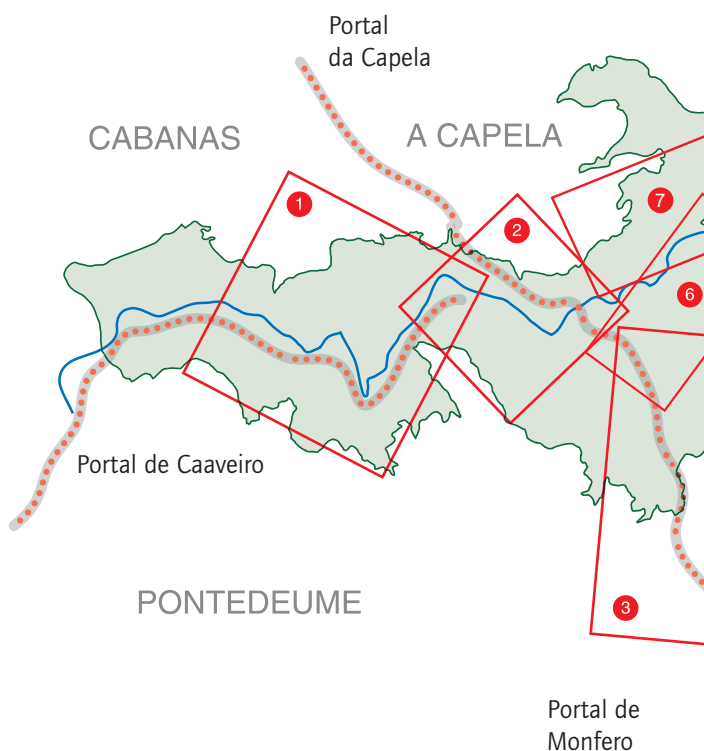 Portal
da Capela
CABANAS
A CAPELA
1
7
2
6
Portal de Caaveiro
PONTEDEUME
3
Portal de
Monfero